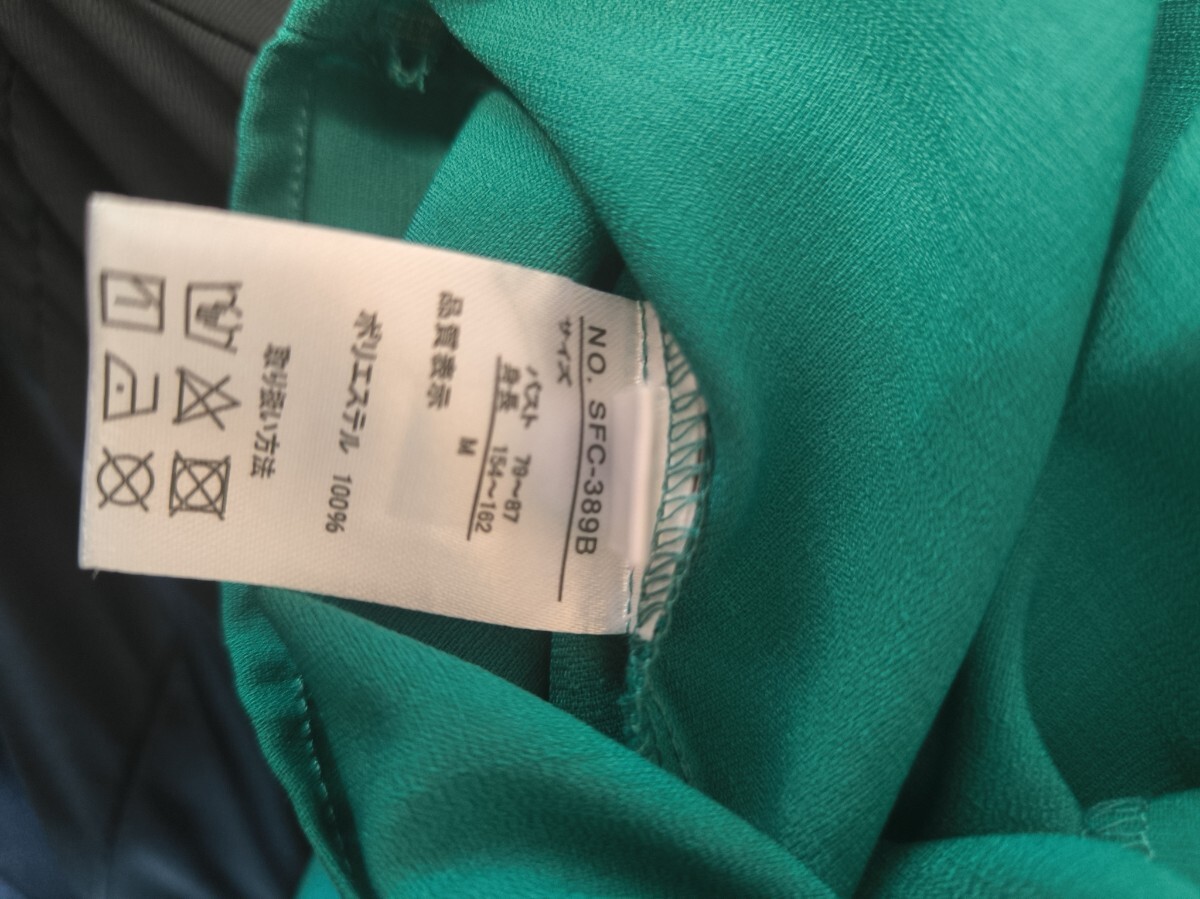 NO. SFC-389B
サイズ
バスト 79～87
身長 154～162
M
品質表示
ポリエステル 100%
取り扱い方法